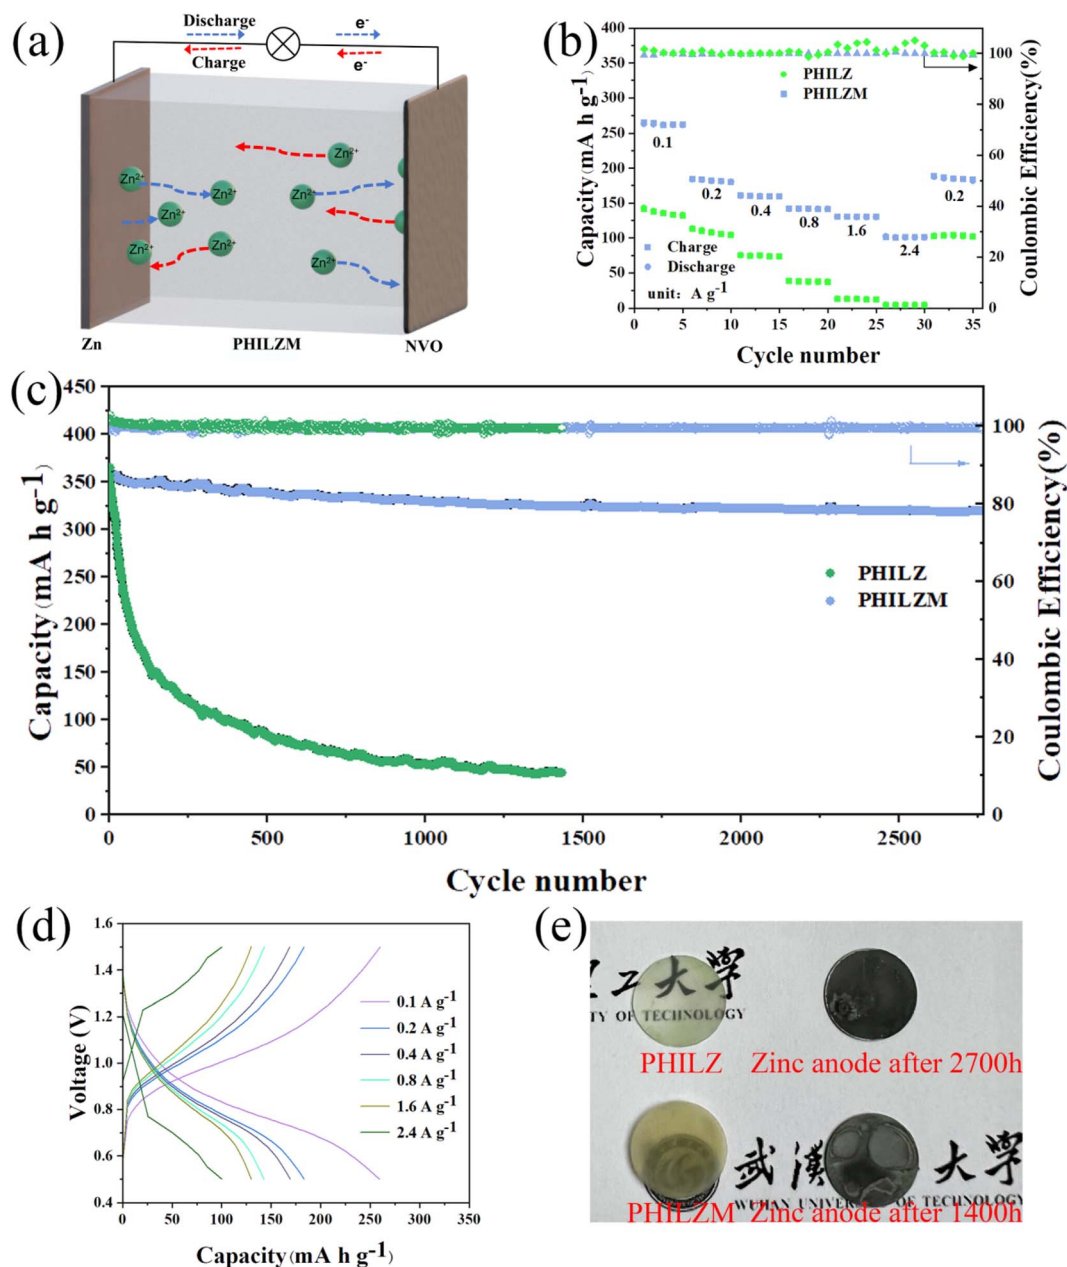 (a)
Discharge
Charge
e-
e-
Zn2+
Zn2+
Zn2+
Zn2+
Zn2+
Zn2+
Zn2+
Zn2+
Zn
PHILZM
NVO
(b)
Capacity(mA h g-1)
400
350
300
250
200
150
100
50
0
0.1
0.2
0.4
0.8
1.6
2.4
0.2
PHILZ
PHILZM
Charge
Discharge
unit: A g-1
100
80
60
40
20
0
Coulombic Efficiency(%)
0 5 10 15 20 25 30 35
Cycle number
(c)
Capacity(mA h g-1)
450
400
350
300
250
200
150
100
50
0
PHILZ
PHILZM
100
80
60
40
20
0
Coulombic Efficiency(%)
0 500 1000 1500 2000 2500
Cycle number
(d)
Voltage (V)
1.6
1.4
1.2
1.0
0.8
0.6
0.4
0.1 A g-1
0.2 A g-1
0.4 A g-1
0.8 A g-1
1.6 A g-1
2.4 A g-1
0 50 100 150 200 250 300 350
Capacity(mA h g-1)
(e)
工大学
TY OF TECHNOLOGY
PHILZ Zinc anode after 2700h
武汉 大学
WUHAN OF TECHNOLOGY
PHILZM Zinc anode after 1400h